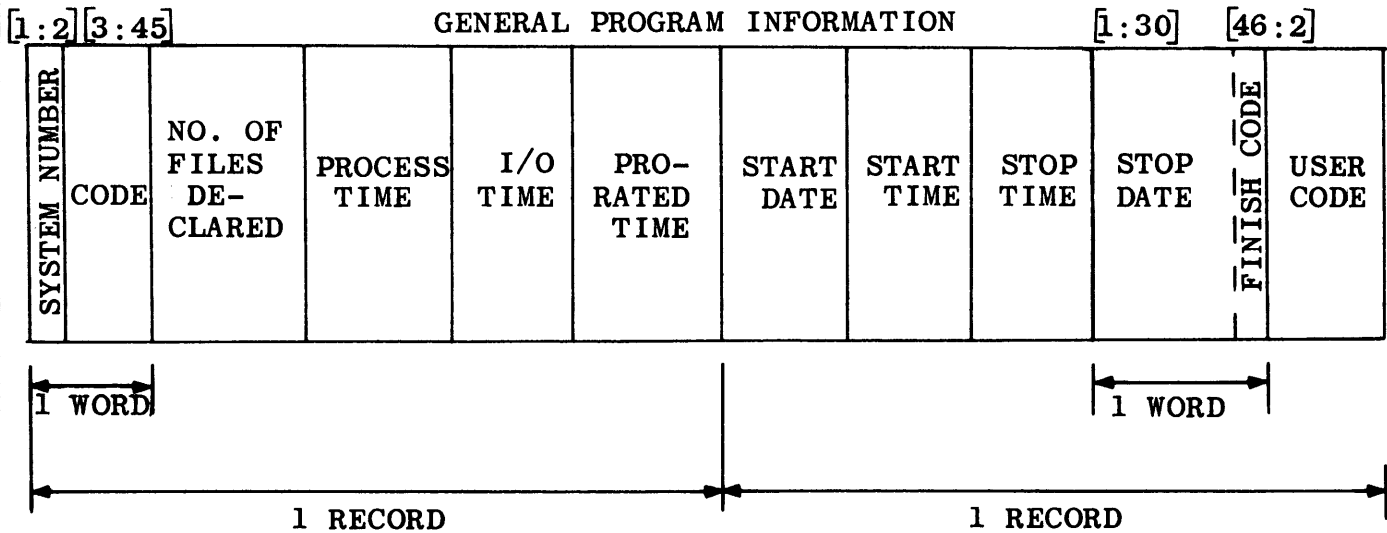 GENERAL PROGRAM INFORMATION
[1:2][3:45]
[1:30]
[46:2]
SYSTEM NUMBER
CODE
NO. OF
FILES
DE-
CLARED
PROCESS
TIME
I/O
TIME
PRO-
RATED
TIME
START
DATE
START
TIME
STOP
TIME
STOP
DATE
FINISH CODE
USER
CODE
1 WORD
1 WORD
1 RECORD
1 RECORD